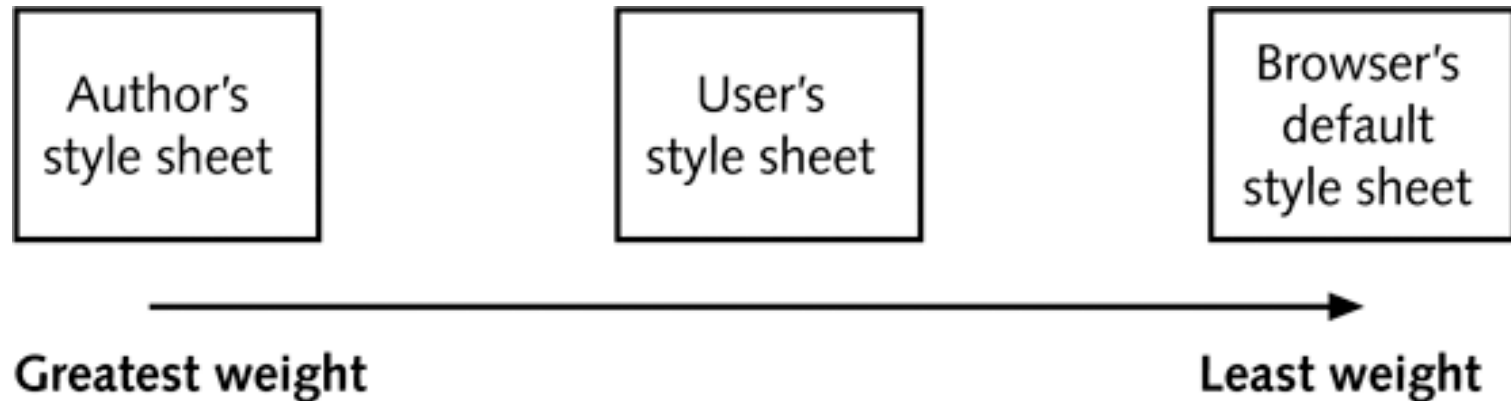 Author's
style sheet
User's
style sheet
Browser's
default
style sheet
Greatest weight
Least weight